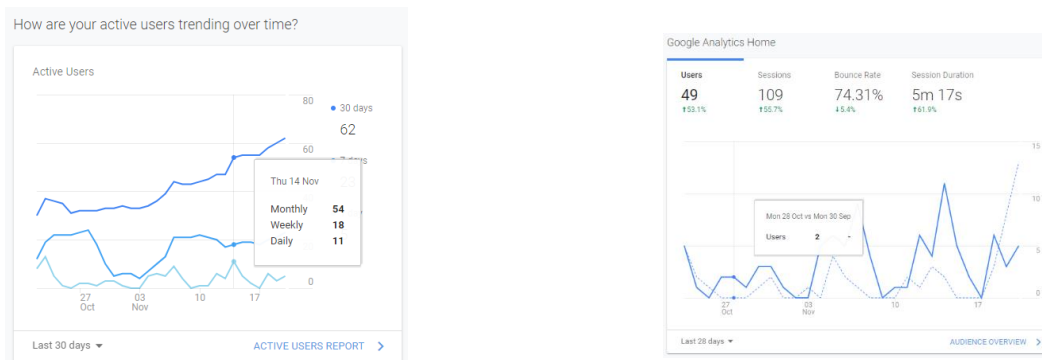 How are your active users trending over time?
Active Users
80
30 days
62
60
Thu 14 Nov
Monthly 54
Weekly 18
Daily 11
0
27 03 10 17
Oct Nov
Last 30 days
ACTIVE USERS REPORT
Google Analytics Home
Users Sessions Bounce Rate Session Duration
49 109 74.31% 5m 17s
↑53.1% ↑55.7% ↓5.4% ↑61.9%
15
10
Mon 28 Oct vs Mon 30 Sep
Users 2 -
5
0
27 03 10 17
Oct Nov
Last 28 days
AUDIENCE OVERVIEW